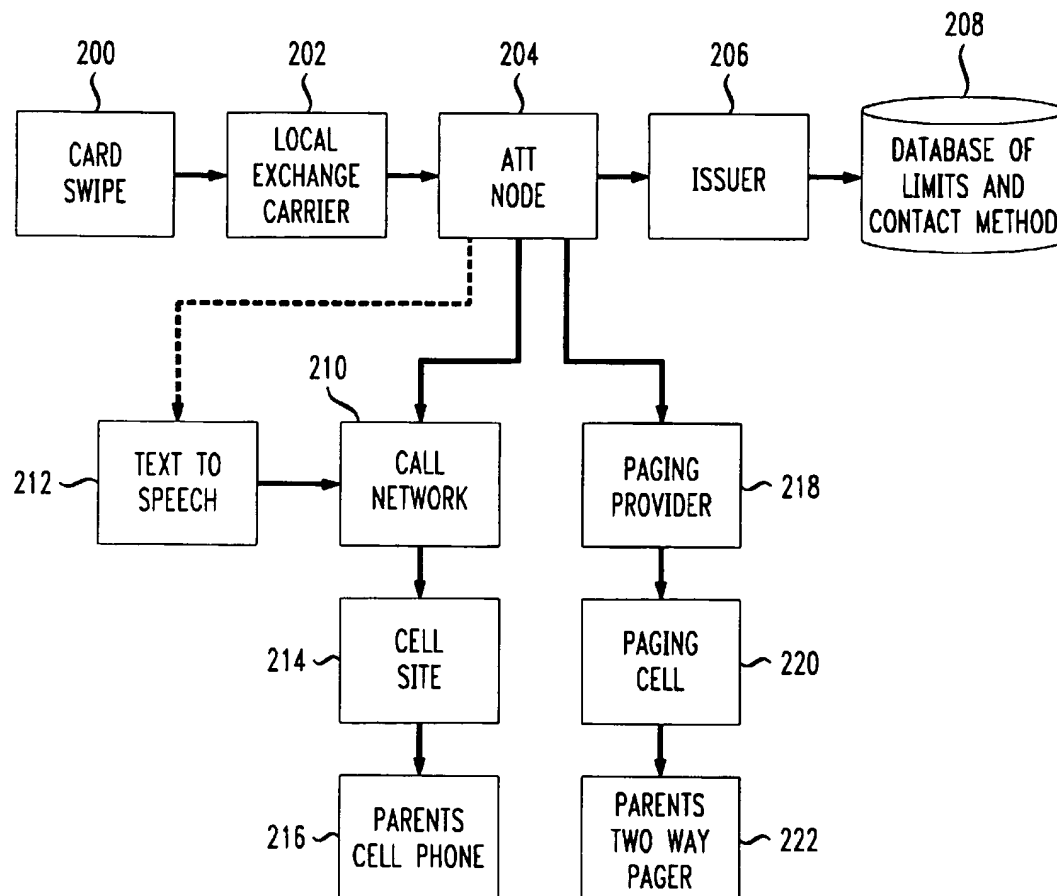 200
202
204
206
208
CARD
SWIPE
LOCAL
EXCHANGE
CARRIER
ATT
NODE
ISSUER
DATABASE OF
LIMITS AND
CONTACT METHOD
210
212
TEXT TO
SPEECH
CALL
NETWORK
PAGING
PROVIDER
218
214
CELL
SITE
PAGING
CELL
220
216
PARENTS
CELL PHONE
PARENTS
TWO WAY
PAGER
222